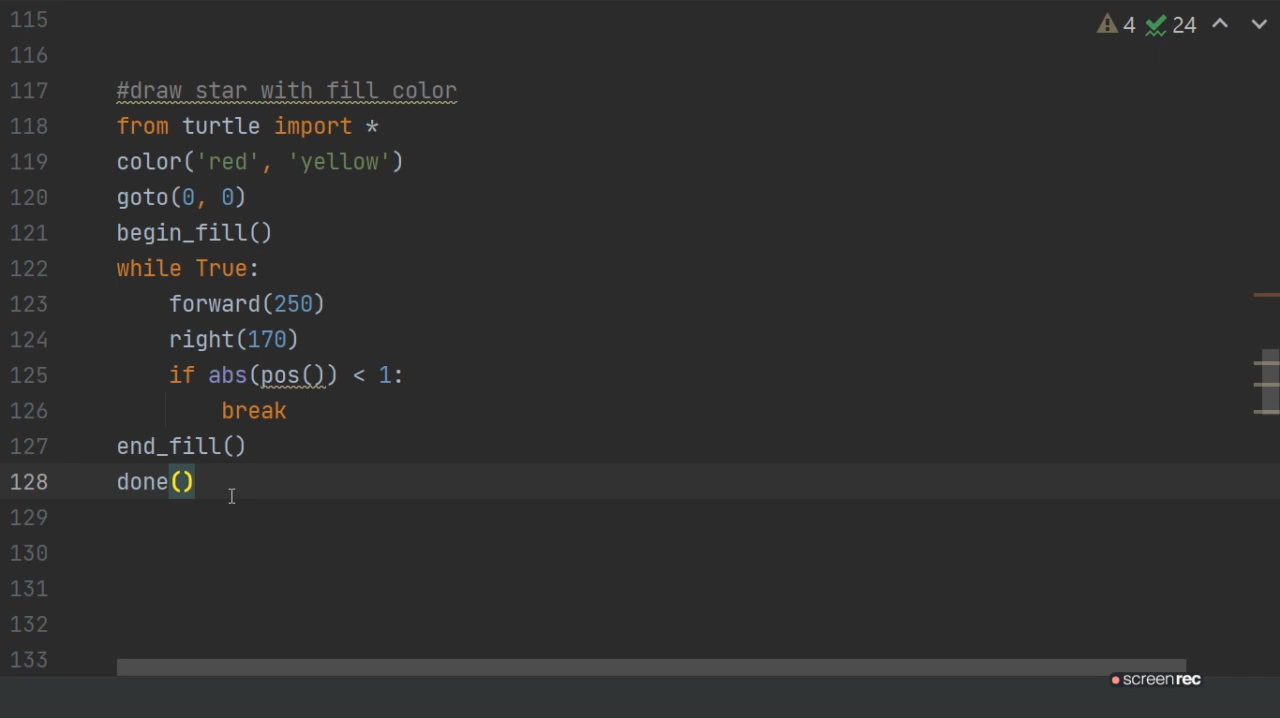 115
4 24
116
117 #draw star with fill color
118 from turtle import *
119 color('red', 'yellow')
120 goto(0, 0)
121 begin_fill()
122 while True:
123     forward(250)
124     right(170)
125     if abs(pos()) < 1:
126         break
127 end_fill()
128 done()
129
130
131
132
133
screenrec